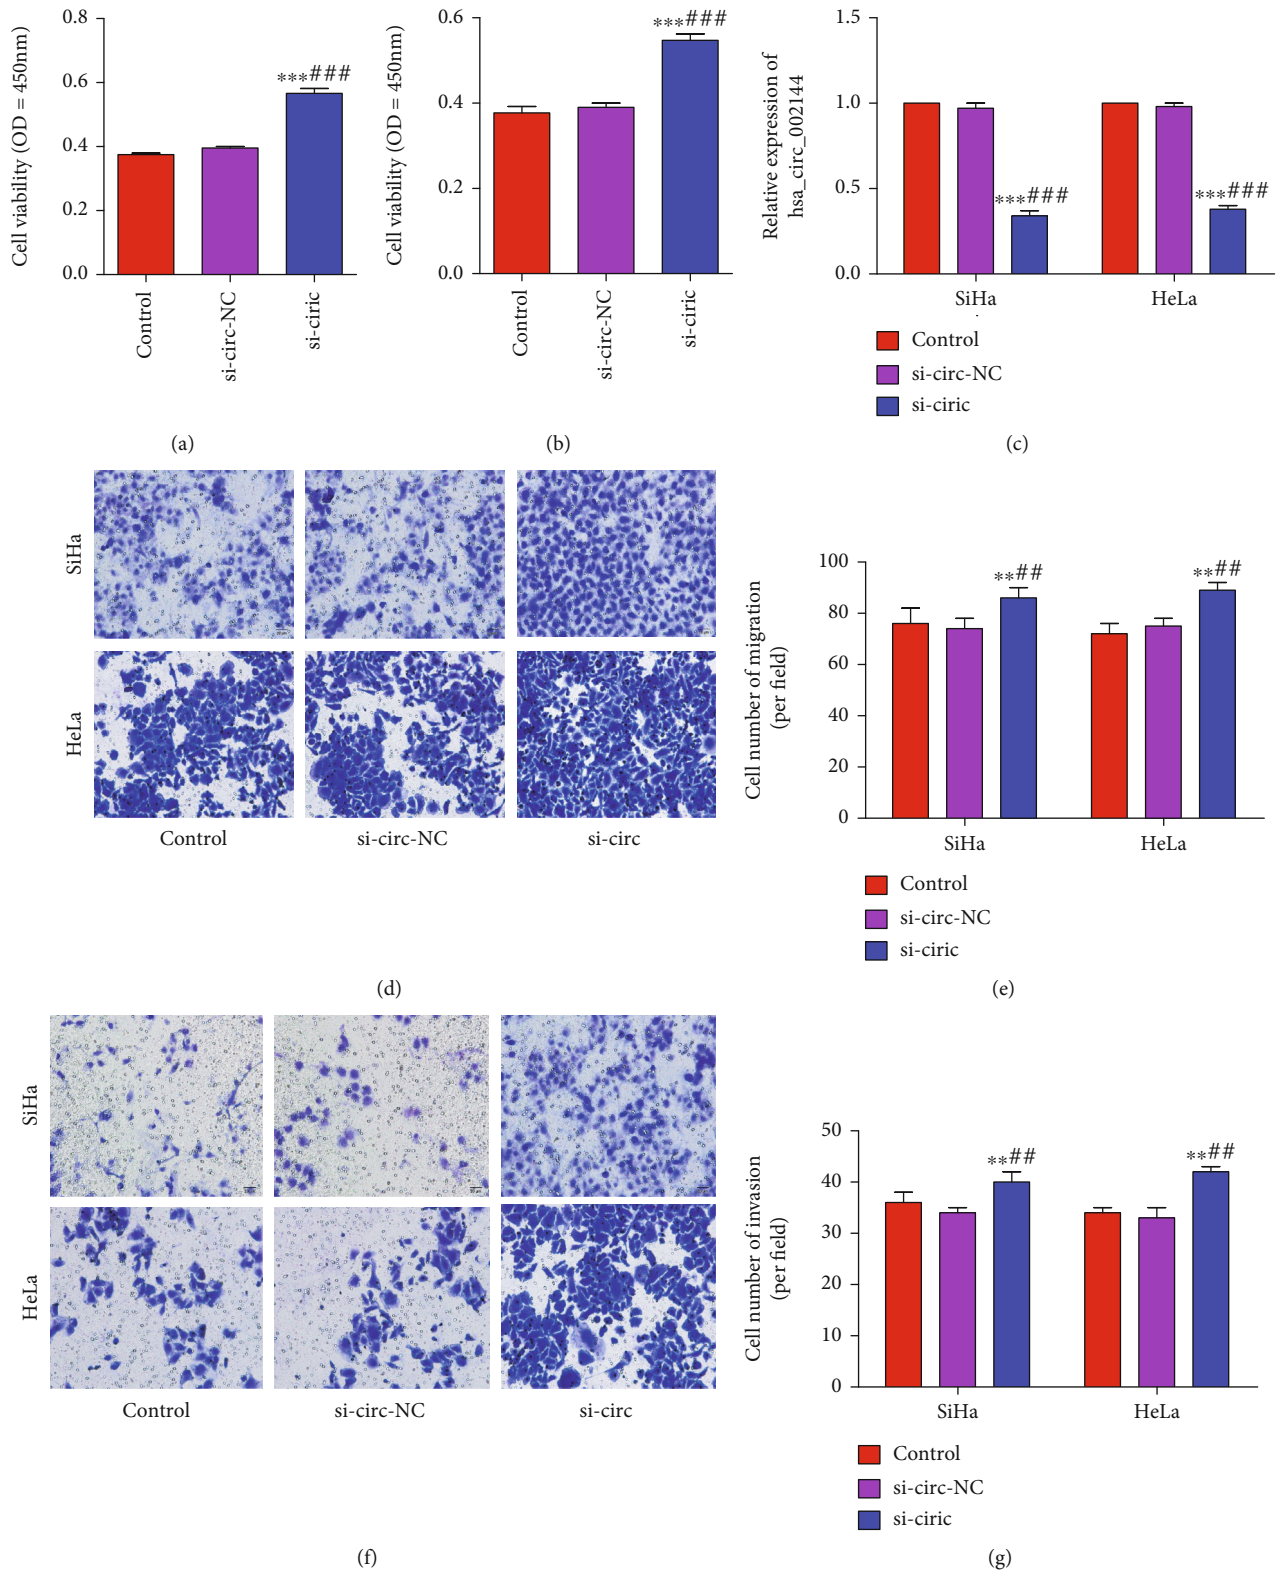 Cell viability (OD = 450nm)
0.8
0.6
0.4
0.2
0.0
***###
Control
si-circ-NC
si-ciric
(a)
Cell viability (OD = 450nm)
0.6
0.4
0.2
0.0
***###
Control
si-circ-NC
si-ciric
(b)
Relative expression of
hsa_circ_002144
1.5
1.0
0.5
0.0
***###
***###
SiHa
HeLa
Control
si-circ-NC
si-ciric
(c)
SiHa
HeLa
Control
si-circ-NC
si-circ
(d)
Cell number of migration
(per field)
100
80
60
40
20
0
**##
**##
SiHa
HeLa
Control
si-circ-NC
si-ciric
(e)
SiHa
HeLa
Control
si-circ-NC
si-circ
(f)
Cell number of invasion
(per field)
50
40
30
20
10
0
**##
**##
SiHa
HeLa
Control
si-circ-NC
si-ciric
(g)